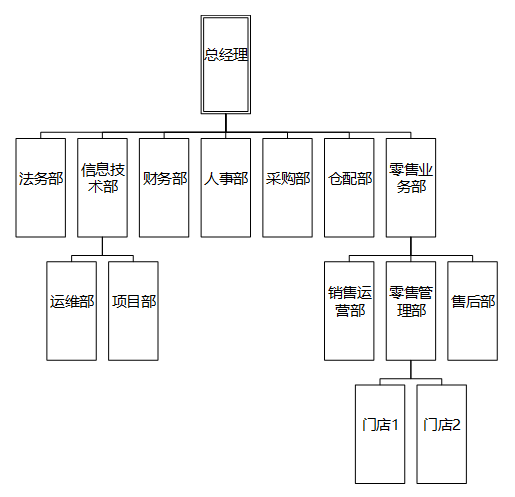 总经理
法务部
信息技
术部
财务部
人事部
采购部
仓配部
零售业
务部
运维部
项目部
销售运
营部
零售管
理部
售后部
门店1
门店2